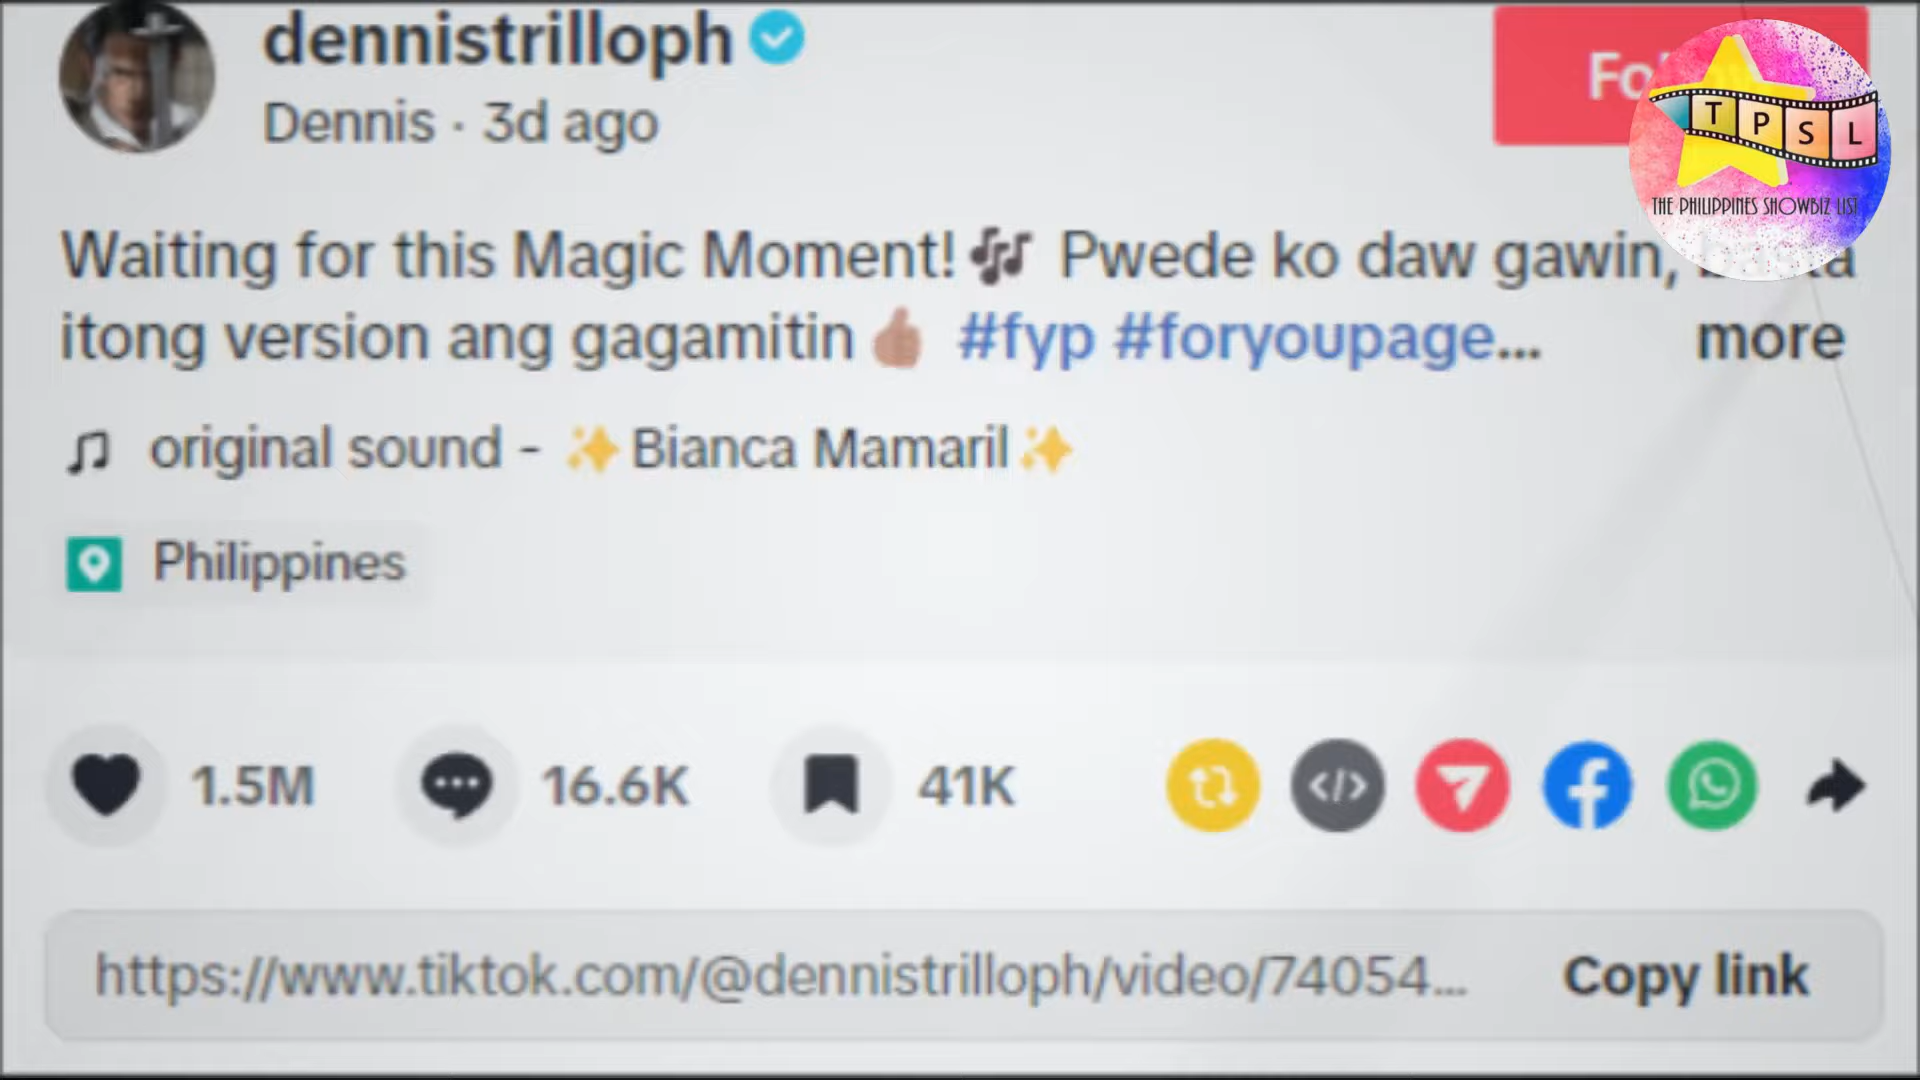 dennistrilloph
Dennis · 3d ago
T P S L
THE PHILIPPINES SHOWBIZ LIST
Waiting for this Magic Moment!🎶 Pwede ko daw gawin,
itong version ang gagamitin👍🏽 #fyp #foryoupage... more
original sound - ✨Bianca Mamaril✨
Philippines
1.5M 16.6K 41K
https://www.tiktok.com/@dennistrilloph/video/74054... Copy link